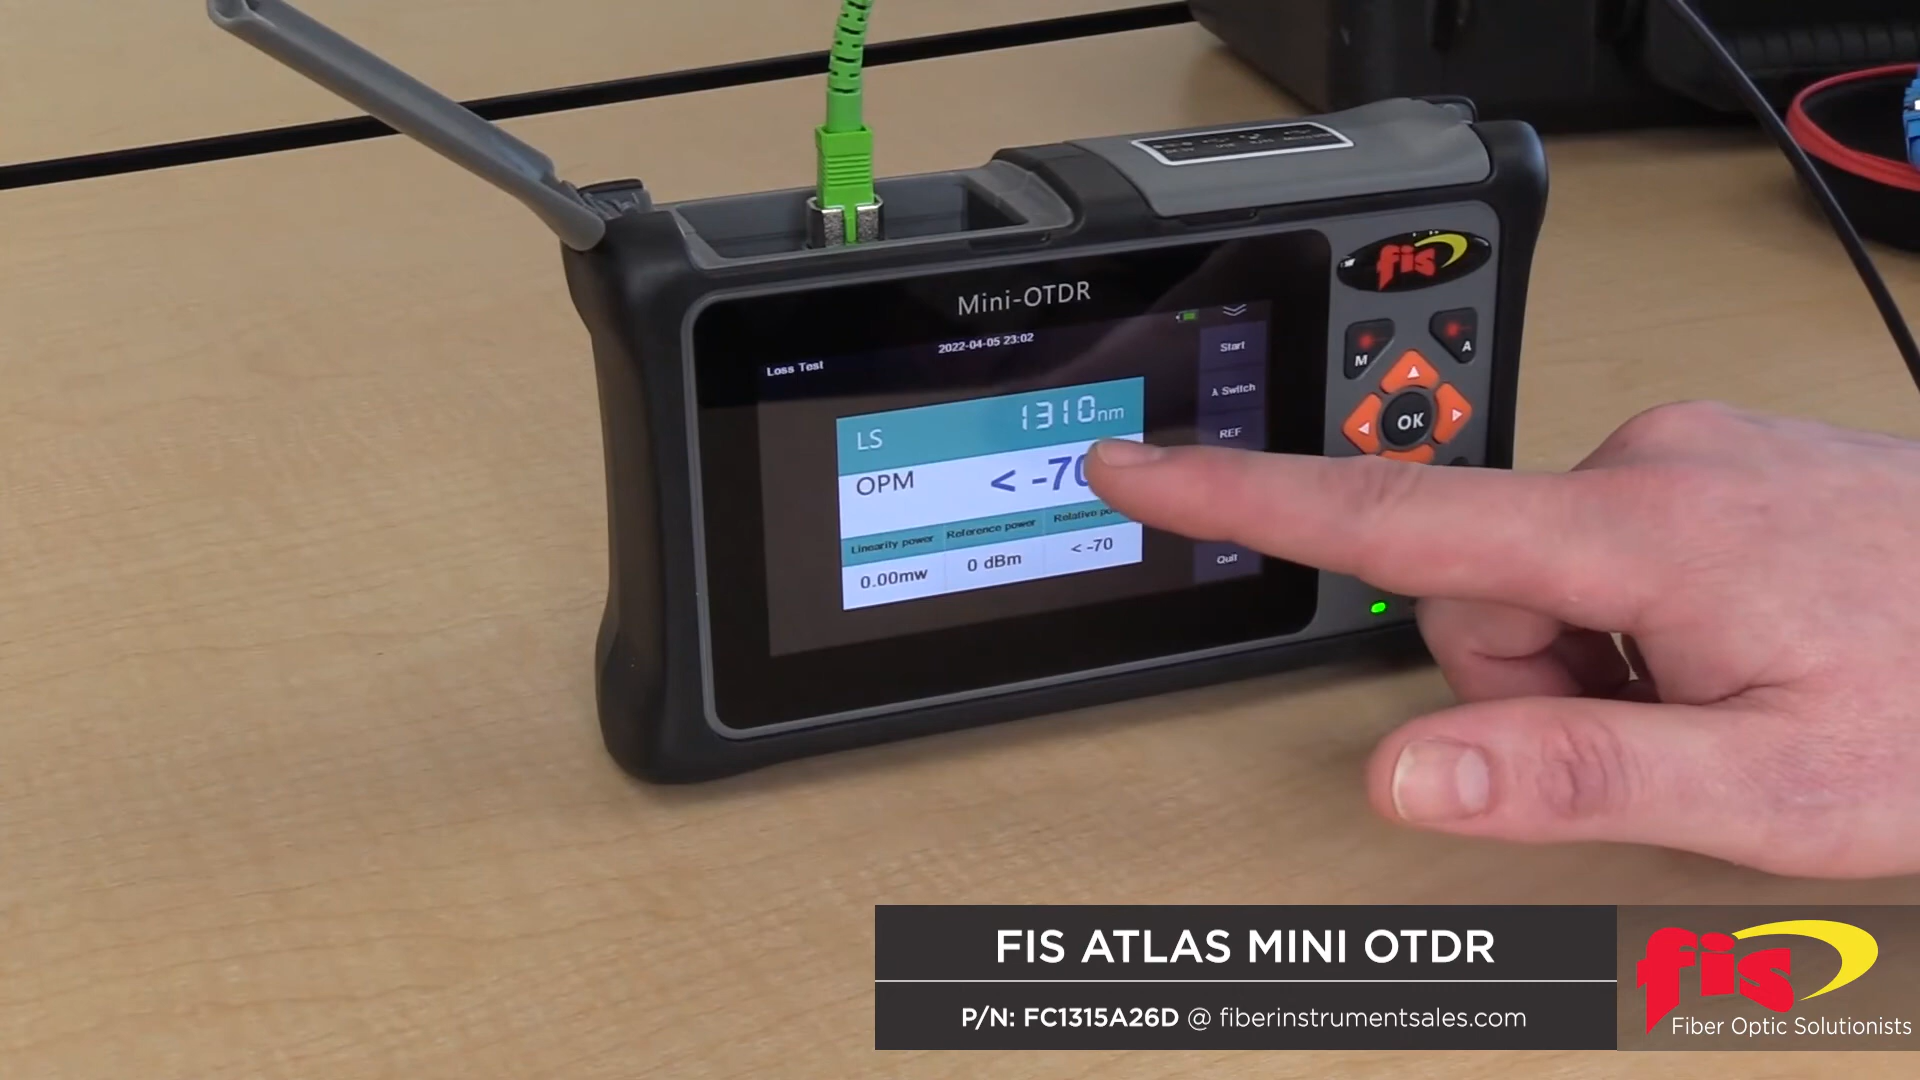 Mini-OTDR
2022-04-05 23:02
Loss Test
Start
λ Switch
REF
Quit
LS
1310nm
OPM
< -70
Linearity power
Reference power
Relative
0.00mw
0 dBm
< -70
fis
M
A
OK
FIS ATLAS MINI OTDR
P/N: FC1315A26D @ fiberinstrumentsales.com
fis
Fiber Optic Solutionists